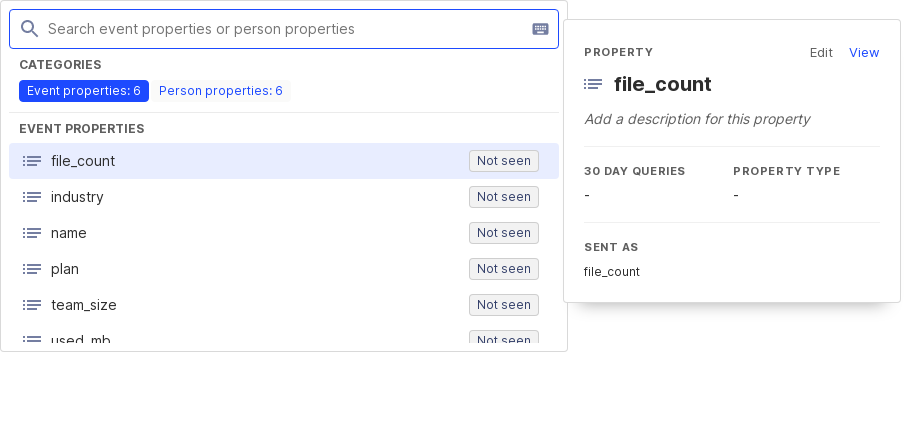 Search event properties or person properties
CATEGORIES
Event properties: 6 Person properties: 6
EVENT PROPERTIES
file_count Not seen
industry Not seen
name Not seen
plan Not seen
team_size Not seen
used_mb Not seen
PROPERTY Edit View
file_count
Add a description for this property
30 DAY QUERIES PROPERTY TYPE
- -
SENT AS
file_count